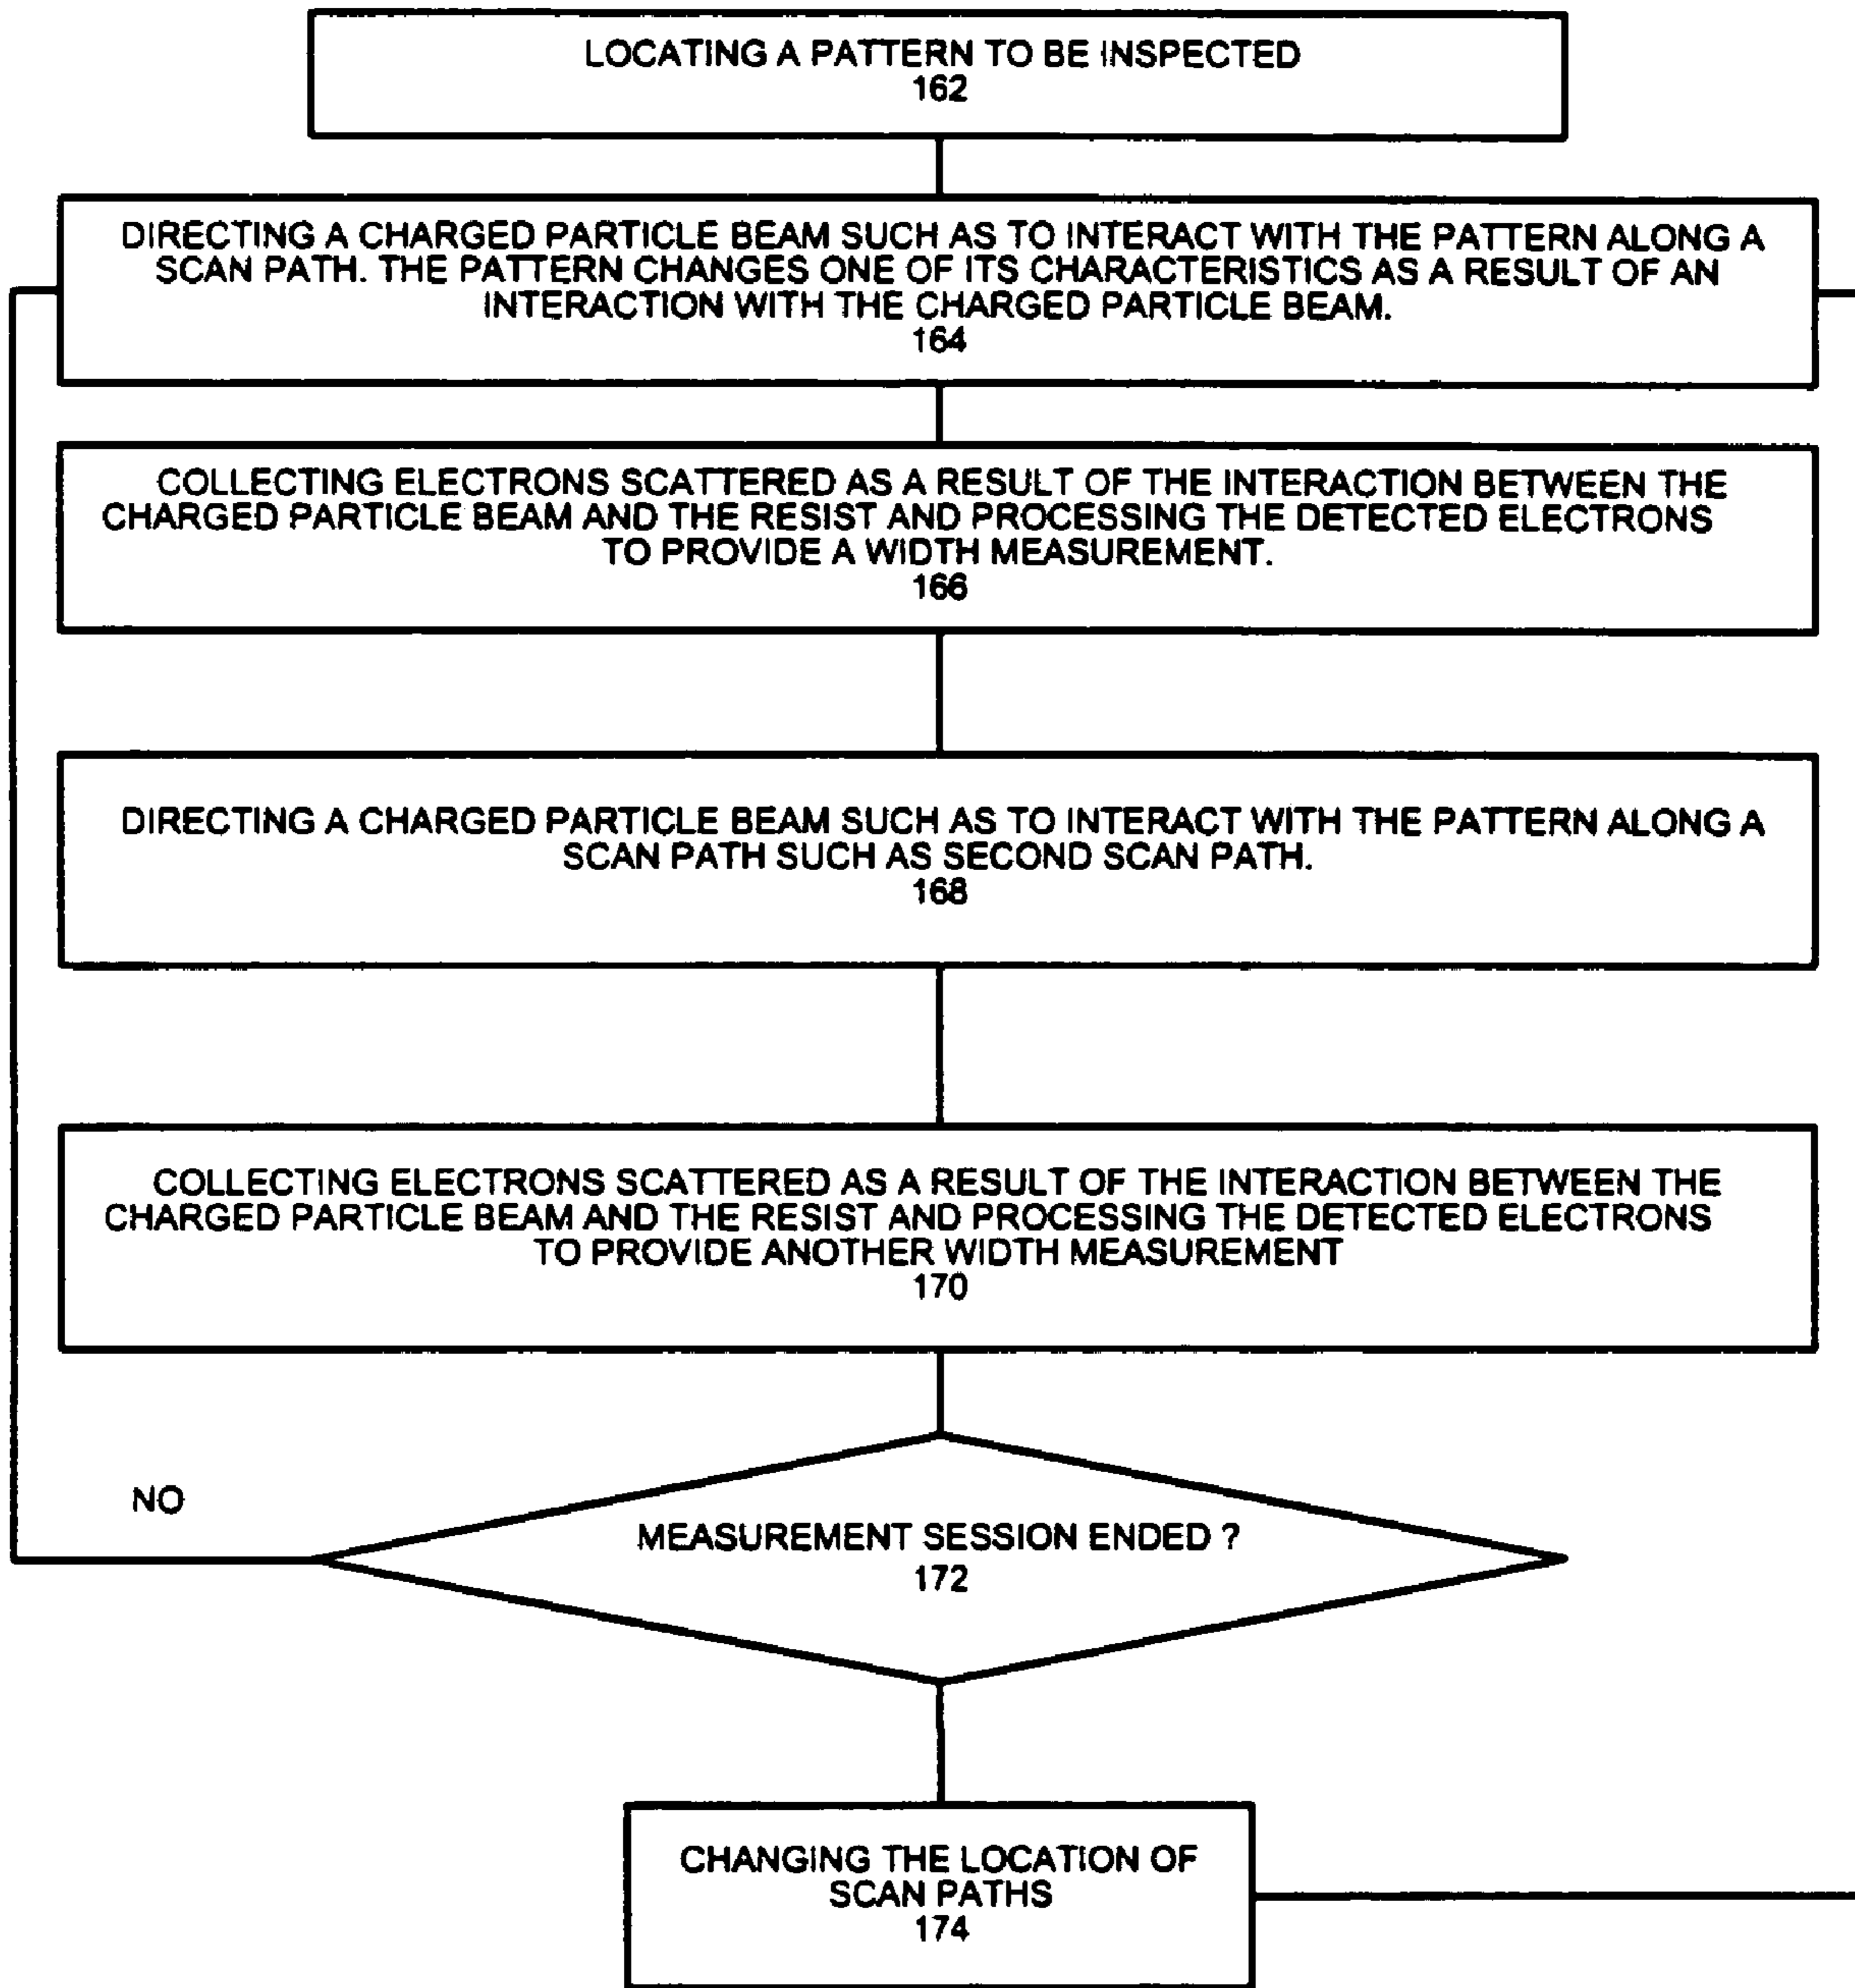 LOCATING A PATTERN TO BE INSPECTED
162
DIRECTING A CHARGED PARTICLE BEAM SUCH AS TO INTERACT WITH THE PATTERN ALONG A
SCAN PATH. THE PATTERN CHANGES ONE OF ITS CHARACTERISTICS AS A RESULT OF AN
INTERACTION WITH THE CHARGED PARTICLE BEAM.
164
COLLECTING ELECTRONS SCATTERED AS A RESULT OF THE INTERACTION BETWEEN THE
CHARGED PARTICLE BEAM AND THE RESIST AND PROCESSING THE DETECTED ELECTRONS
TO PROVIDE A WIDTH MEASUREMENT.
166
DIRECTING A CHARGED PARTICLE BEAM SUCH AS TO INTERACT WITH THE PATTERN ALONG A
SCAN PATH SUCH AS SECOND SCAN PATH.
168
COLLECTING ELECTRONS SCATTERED AS A RESULT OF THE INTERACTION BETWEEN THE
CHARGED PARTICLE BEAM AND THE RESIST AND PROCESSING THE DETECTED ELECTRONS
TO PROVIDE ANOTHER WIDTH MEASUREMENT
170
NO
MEASUREMENT SESSION ENDED ?
172
CHANGING THE LOCATION OF
SCAN PATHS
174